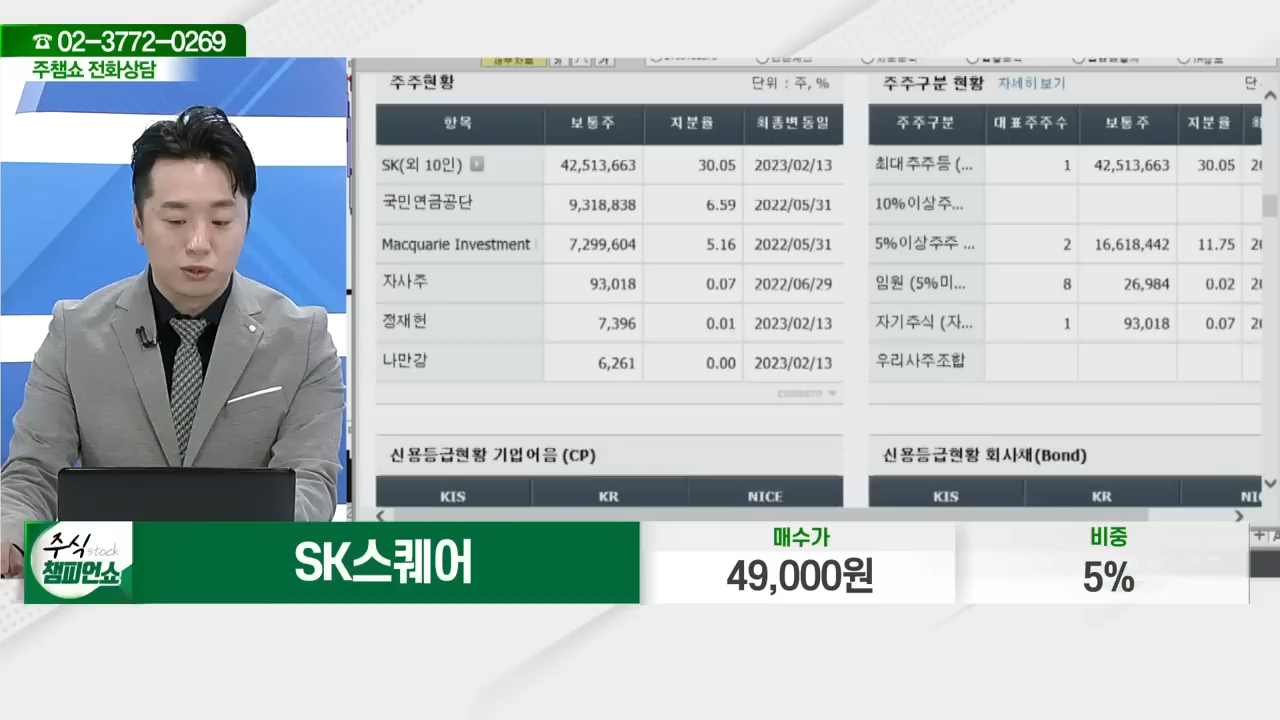 ☎ 02-3772-0269
주챔쇼 전화상담
주주현황
단위 : 주, %
항목 보통주 지분율 최종변동일
SK(외 10인) 42,513,663 30.05 2023/02/13
국민연금공단 9,318,838 6.59 2022/05/31
Macquarie Investment 7,299,604 5.16 2022/05/31
자사주 93,018 0.07 2022/06/29
정재헌 7,396 0.01 2023/02/13
나만강 6,261 0.00 2023/02/13
comment
주주구분 현황 자세히보기
단
주주구분 대표주주수 보통주 지분율 최
최대주주등 (... 1 42,513,663 30.05 20
10%이상주...
5%이상주주 ... 2 16,618,442 11.75 20
임원 (5%미... 8 26,984 0.02 20
자기주식 (자... 1 93,018 0.07 20
우리사주조합
신용등급현황 기업어음 (CP)
KIS KR NICE
신용등급현황 회사채(Bond)
KIS KR NIC
주식 stock
챔피언쇼
SK스퀘어
매수가
49,000원
비중
5%